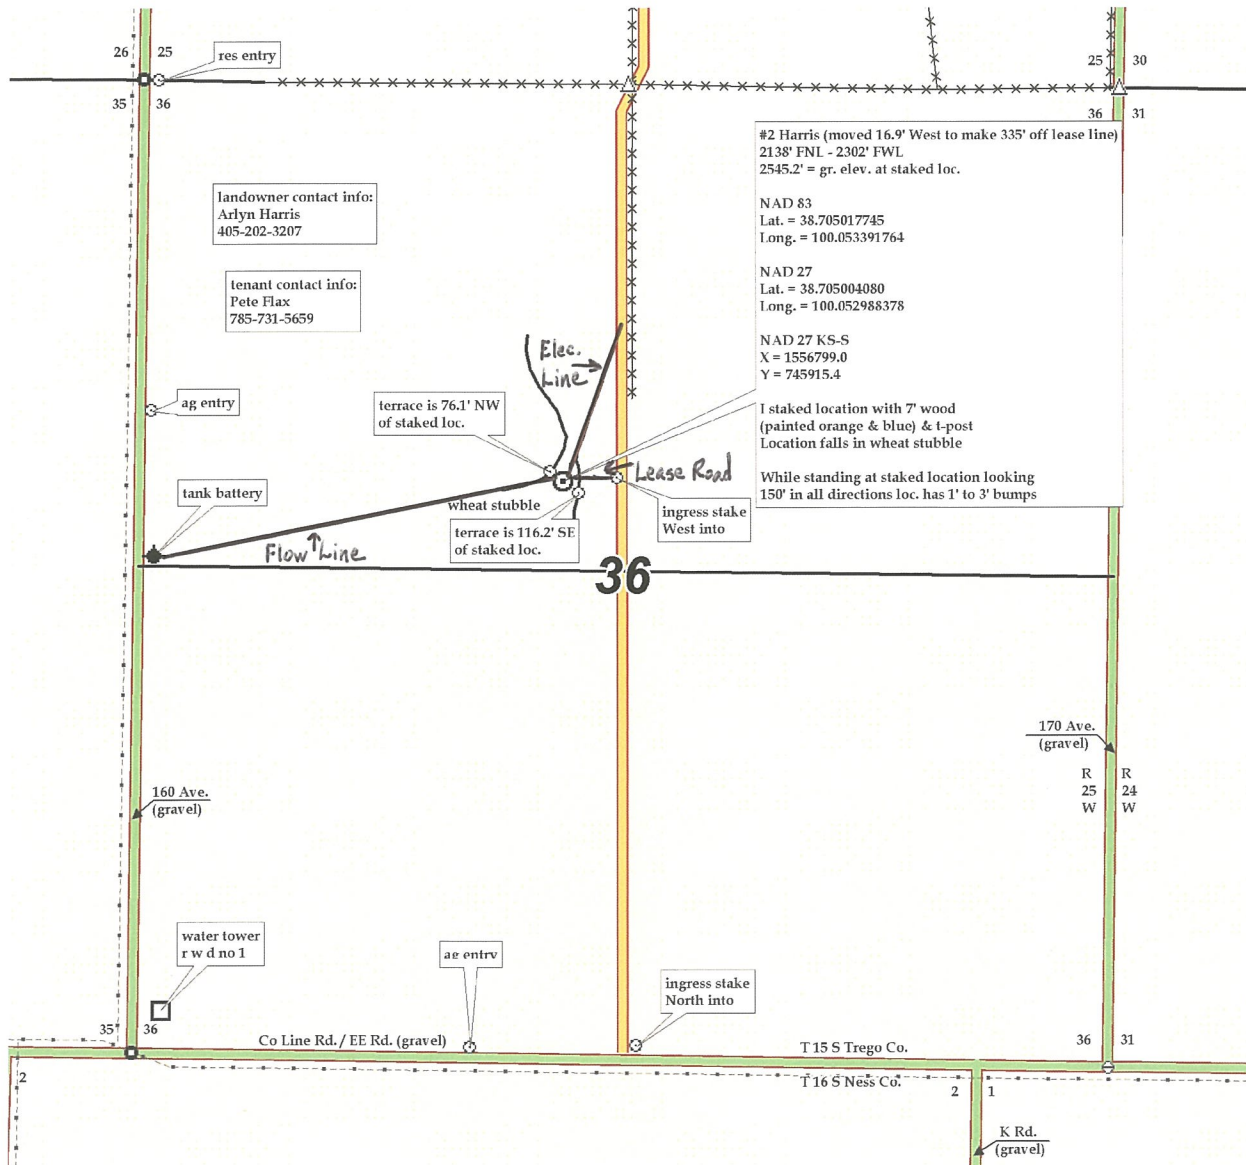 26 25
res entry
25 30
35 36
36 31
#2 Harris (moved 16.9' West to make 335' off lease line)
2138' FNL - 2302' FWL
2545.2' = gr. elev. at staked loc.
NAD 83
Lat. = 38.705017745
Long. = 100.053391764
NAD 27
Lat. = 38.705004080
Long. = 100.052988378
NAD 27 KS-S
X = 1556799.0
Y = 745915.4
I staked location with 7' wood
(painted orange & blue) & t-post
Location falls in wheat stubble
While standing at staked location looking
150' in all directions loc. has 1' to 3' bumps
landowner contact info:
Arlyn Harris
405-202-3207
tenant contact info:
Pete Flax
785-731-5659
Elec.
Line
ag entry
terrace is 76.1' NW
of staked loc.
Lease Road
tank battery
wheat stubble
ingress stake
West into
terrace is 116.2' SE
of staked loc.
Flow Line
36
170 Ave.
(gravel)
R R
25 24
W W
160 Ave.
(gravel)
water tower
r w d no 1
ag entry
ingress stake
North into
35 36
Co Line Rd. / EE Rd. (gravel)
T 15 S Trego Co.
36 31
2
T 16 S Ness Co.
2 1
K Rd.
(gravel)